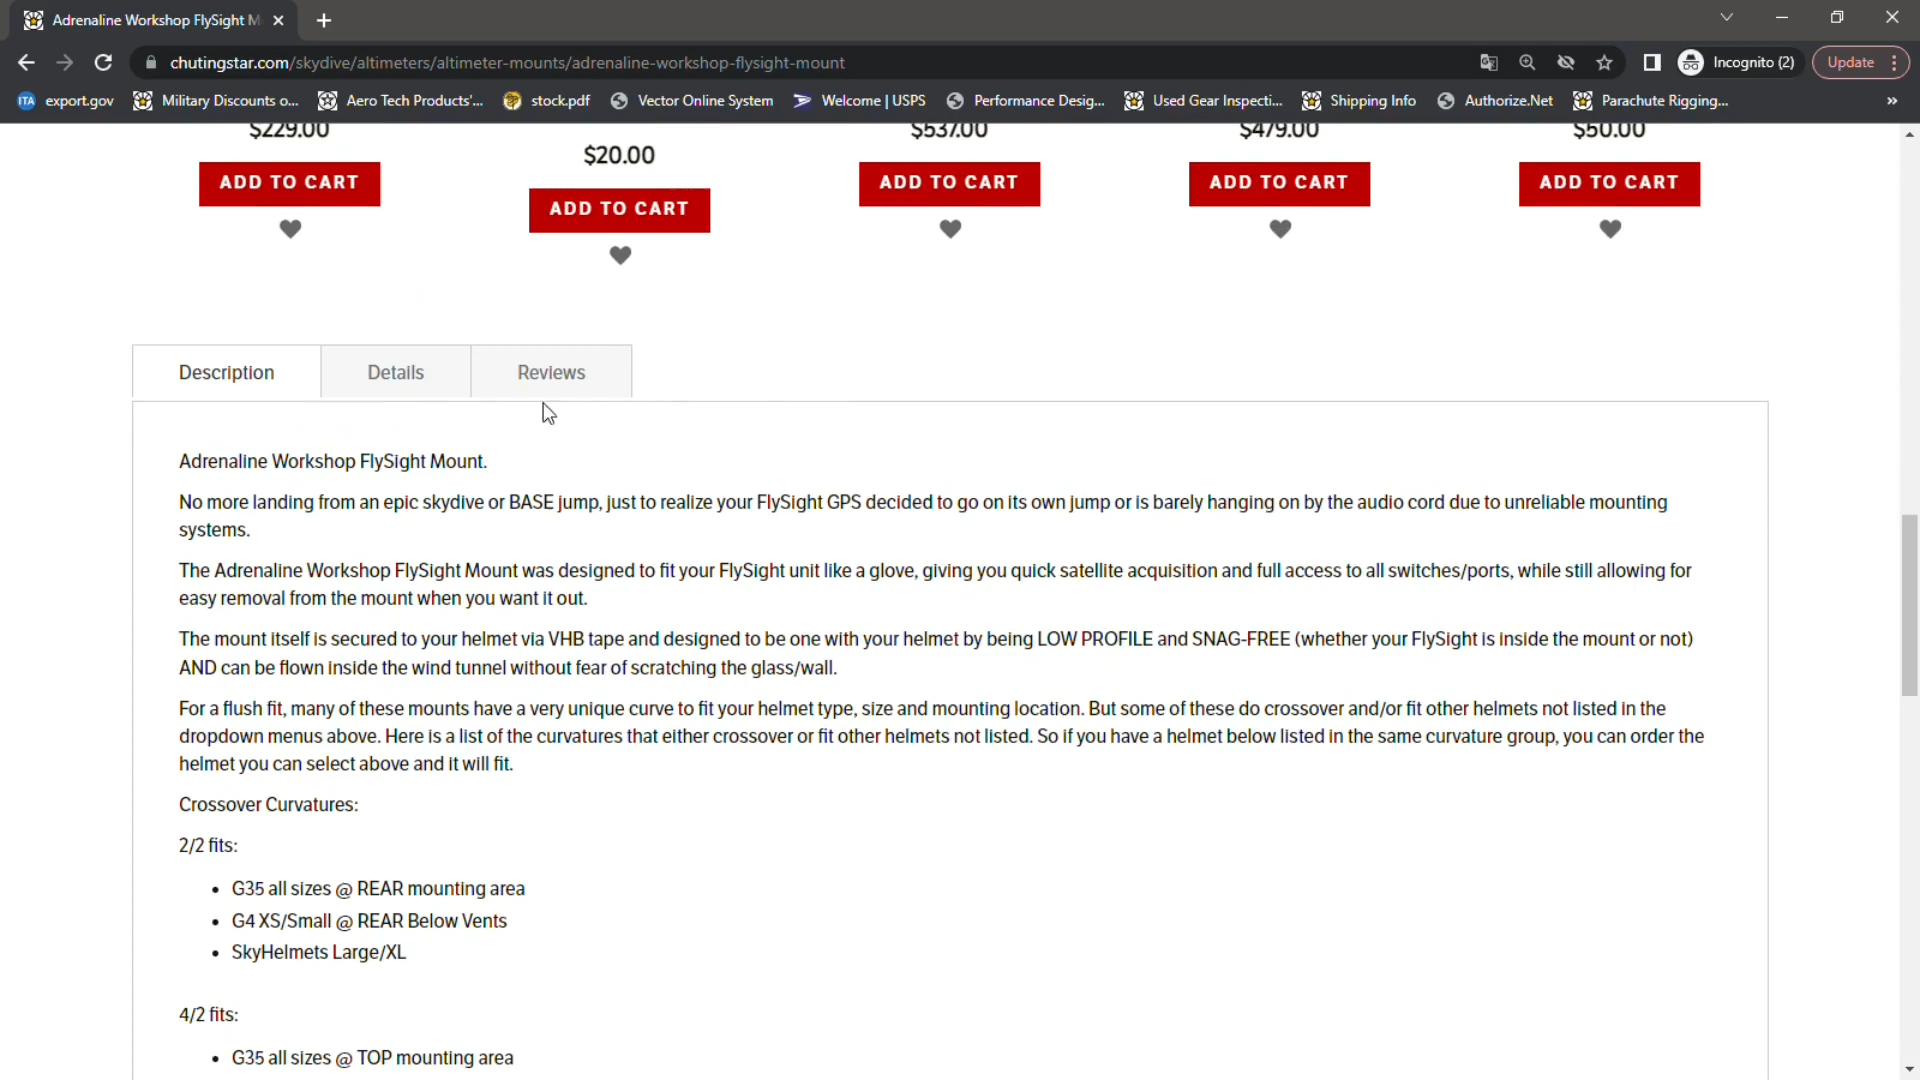 Adrenaline Workshop FlySight M
chutingstar.com/skydive/altimeters/altimeter-mounts/adrenaline-workshop-flysight-mount
Incognito (2)
Update
ITA export.gov
Military Discounts o...
Aero Tech Products'...
stock.pdf
Vector Online System
Welcome | USPS
Performance Desig...
Used Gear Inspecti...
Shipping Info
Authorize.Net
Parachute Rigging...
»
$229.00
ADD TO CART
$20.00
ADD TO CART
$537.00
ADD TO CART
$479.00
ADD TO CART
$50.00
ADD TO CART
Description
Details
Reviews
Adrenaline Workshop FlySight Mount.
No more landing from an epic skydive or BASE jump, just to realize your FlySight GPS decided to go on its own jump or is barely hanging on by the audio cord due to unreliable mounting
systems.
The Adrenaline Workshop FlySight Mount was designed to fit your FlySight unit like a glove, giving you quick satellite acquisition and full access to all switches/ports, while still allowing for
easy removal from the mount when you want it out.
The mount itself is secured to your helmet via VHB tape and designed to be one with your helmet by being LOW PROFILE and SNAG-FREE (whether your FlySight is inside the mount or not)
AND can be flown inside the wind tunnel without fear of scratching the glass/wall.
For a flush fit, many of these mounts have a very unique curve to fit your helmet type, size and mounting location. But some of these do crossover and/or fit other helmets not listed in the
dropdown menus above. Here is a list of the curvatures that either crossover or fit other helmets not listed. So if you have a helmet below listed in the same curvature group, you can order the
helmet you can select above and it will fit.
Crossover Curvatures:
2/2 fits:
• G35 all sizes @ REAR mounting area
• G4 XS/Small @ REAR Below Vents
• SkyHelmets Large/XL
4/2 fits:
• G35 all sizes @ TOP mounting area